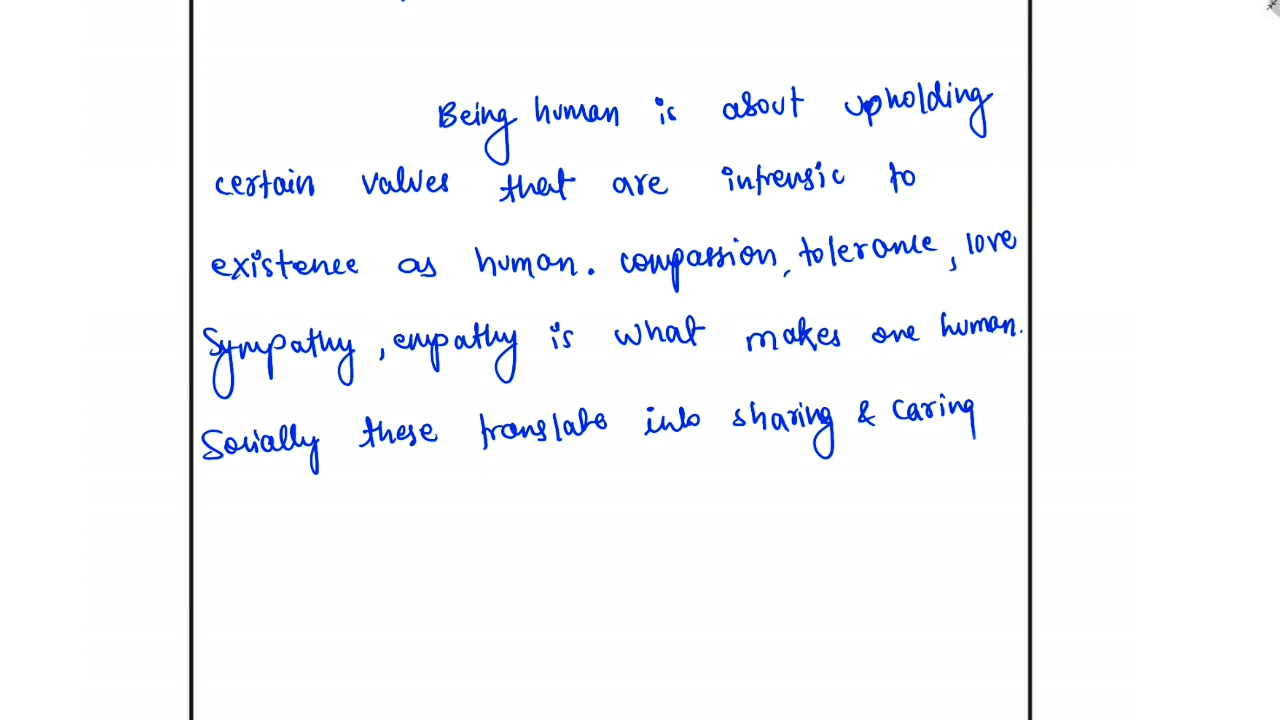 Being human is about upholding
certain values that are intrensic to
existence as human. compassion, tolerance, love
Sympathy, empathy is what makes one human.
Socially these translate into sharing & caring